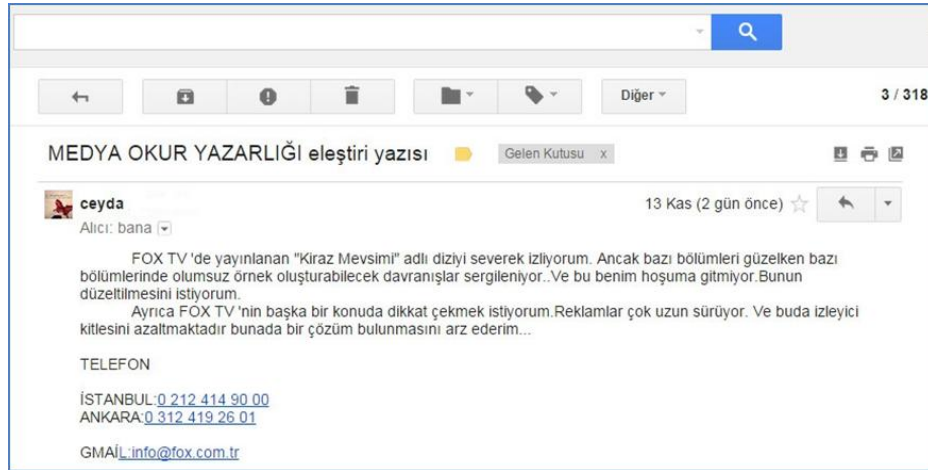 Diğer
3 / 318
MEDYA OKUR YAZARLIĞI eleştiri yazısı
Gelen Kutusu x
ceyda
13 Kas (2 gün önce)
Alıcı: bana
FOX TV 'de yayınlanan "Kiraz Mevsimi" adlı diziyi severek izliyorum. Ancak bazı bölümleri güzelken bazı
bölümlerinde olumsuz örnek oluşturabilecek davranışlar sergileniyor..Ve bu benim hoşuma gitmiyor.Bunun
düzeltilmesini istiyorum.
Ayrıca FOX TV 'nin başka bir konuda dikkat çekmek istiyorum.Reklamlar çok uzun sürüyor. Ve buda izleyici
kitlesini azaltmaktadır bunada bir çözüm bulunmasını arz ederim...
TELEFON
İSTANBUL:0 212 414 90 00
ANKARA:0 312 419 26 01
GMAİL:info@fox.com.tr